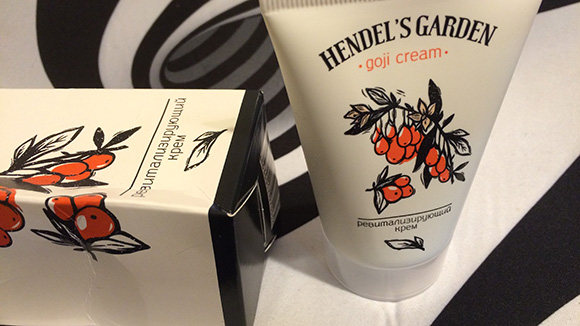 HENDEL'S GARDEN
• goji cream •
ревитализирующий
крем
ревитализирующий
крем